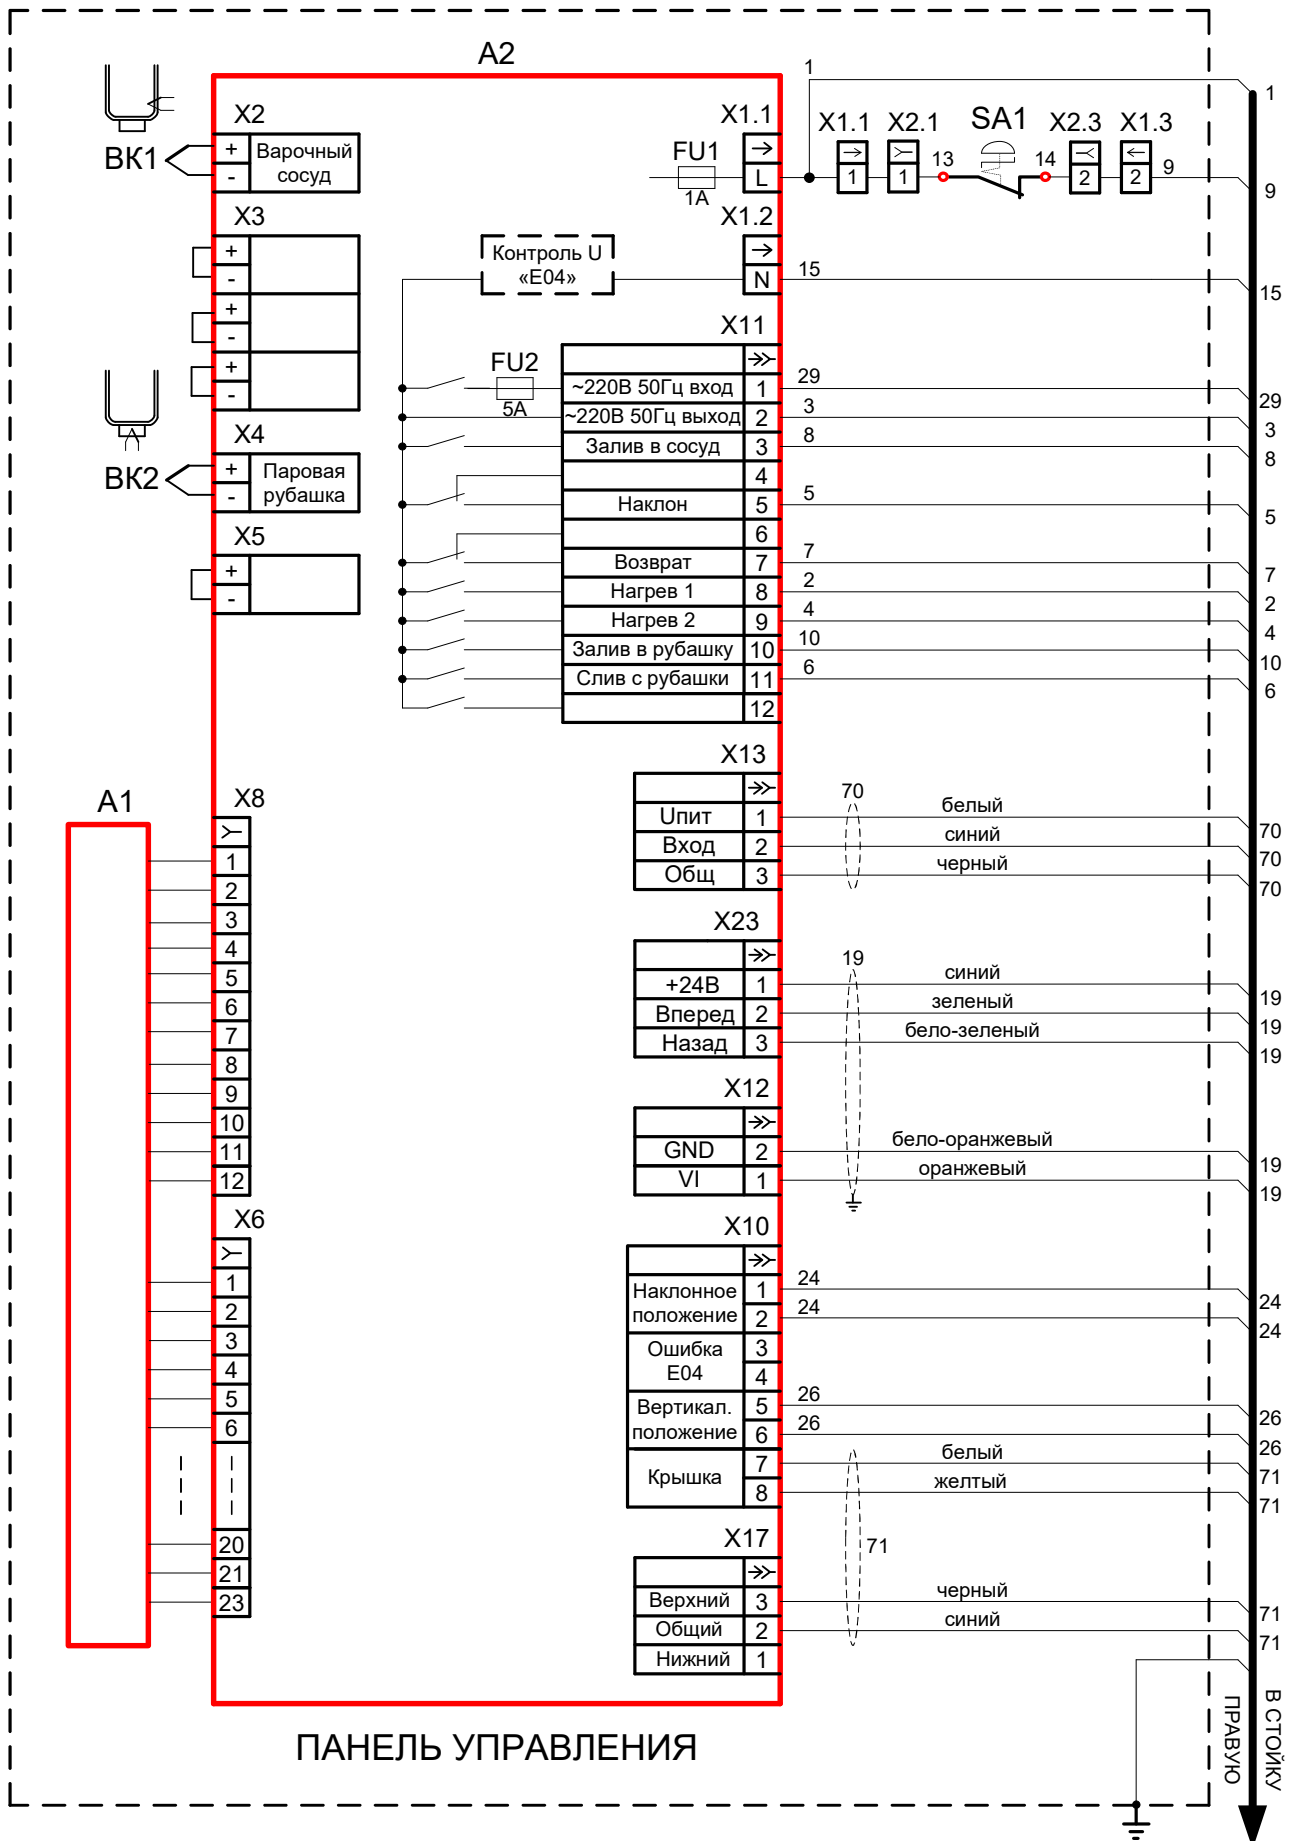 A2
X2
BK1
+
Варочный
-
сосуд
X3
+
-
+
-
+
-
X4
BK2
+
Паровая
-
рубашка
X5
+
-
X1.1
FU1
1A
L
1
1
X1.1
1
X2.1
1
13
SA1
14
X2.3
2
X1.3
2
9
9
X1.2
Контроль U
«E04»
N
15
15
X11
FU2
5A
~220В 50Гц вход
1
29
29
~220В 50Гц выход
2
3
3
Залив в сосуд
3
8
8
4
Наклон
5
5
5
6
Возврат
7
7
7
Нагрев 1
8
2
2
Нагрев 2
9
4
4
Залив в рубашку
10
10
10
Слив с рубашки
11
6
6
12
X13
70
Uпит
1
белый
70
Вход
2
синий
70
Общ
3
черный
70
X23
19
+24В
1
синий
19
Вперед
2
зеленый
19
Назад
3
бело-зеленый
19
X12
GND
2
бело-оранжевый
19
VI
1
оранжевый
19
X10
Наклонное
положение
1
24
24
2
24
24
Ошибка
E04
3
4
Вертикал.
положение
5
26
26
6
26
26
Крышка
7
белый
71
8
желтый
71
71
X17
Верхний
3
черный
71
Общий
2
синий
71
Нижний
1
A1
X8
1
2
3
4
5
6
7
8
9
10
11
12
X6
1
2
3
4
5
6
20
21
23
ПАНЕЛЬ УПРАВЛЕНИЯ
В СТОЙКУ
ПРАВУЮ